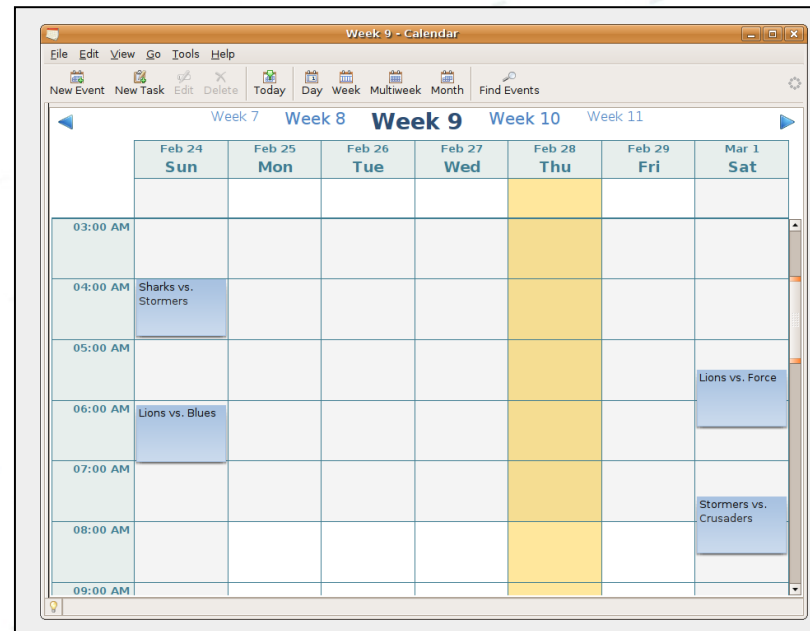 Week 9 - Calendar
File Edit View Go Tools Help
New Event New Task Edit Delete Today Day Week Multiweek Month Find Events
Week 7 Week 8 Week 9 Week 10 Week 11
Feb 24 Feb 25 Feb 26 Feb 27 Feb 28 Feb 29 Mar 1
Sun Mon Tue Wed Thu Fri Sat
03:00 AM
04:00 AM Sharks vs.
Stormers
05:00 AM
Lions vs. Force
06:00 AM Lions vs. Blues
07:00 AM
Stormers vs.
Crusaders
08:00 AM
09:00 AM